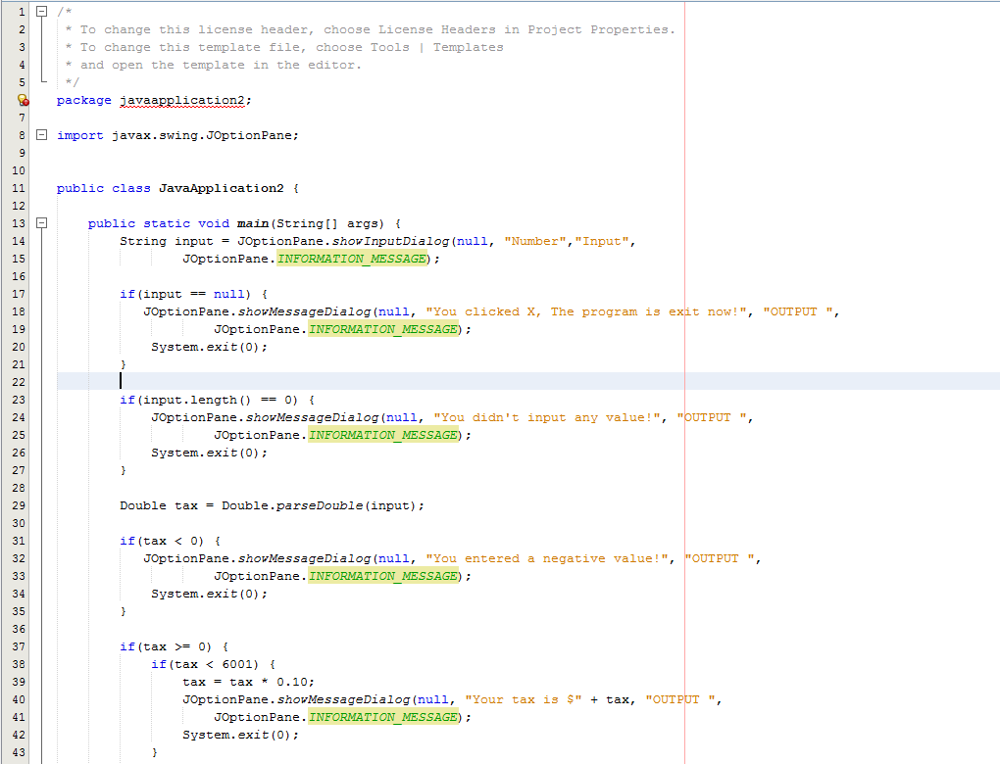 1 /*
2  * To change this license header, choose License Headers in Project Properties.
3  * To change this template file, choose Tools | Templates
4  * and open the template in the editor.
5  */
package javaapplication2;
7
8 import javax.swing.JOptionPane;
9
10
11 public class JavaApplication2 {
12
13     public static void main(String[] args) {
14         String input = JOptionPane.showInputDialog(null, "Number","Input",
15                 JOptionPane.INFORMATION_MESSAGE);
16
17         if(input == null) {
18            JOptionPane.showMessageDialog(null, "You clicked X, The program is exit now!", "OUTPUT ",
19                     JOptionPane.INFORMATION_MESSAGE);
20             System.exit(0);
21         }
22
23         if(input.length() == 0) {
24             JOptionPane.showMessageDialog(null, "You didn't input any value!", "OUTPUT ",
25                     JOptionPane.INFORMATION_MESSAGE);
26             System.exit(0);
27         }
28
29         Double tax = Double.parseDouble(input);
30
31         if(tax < 0) {
32            JOptionPane.showMessageDialog(null, "You entered a negative value!", "OUTPUT ",
33                     JOptionPane.INFORMATION_MESSAGE);
34             System.exit(0);
35         }
36
37         if(tax >= 0) {
38             if(tax < 6001) {
39                 tax = tax * 0.10;
40                 JOptionPane.showMessageDialog(null, "Your tax is $" + tax, "OUTPUT ",
41                     JOptionPane.INFORMATION_MESSAGE);
42                 System.exit(0);
43             }